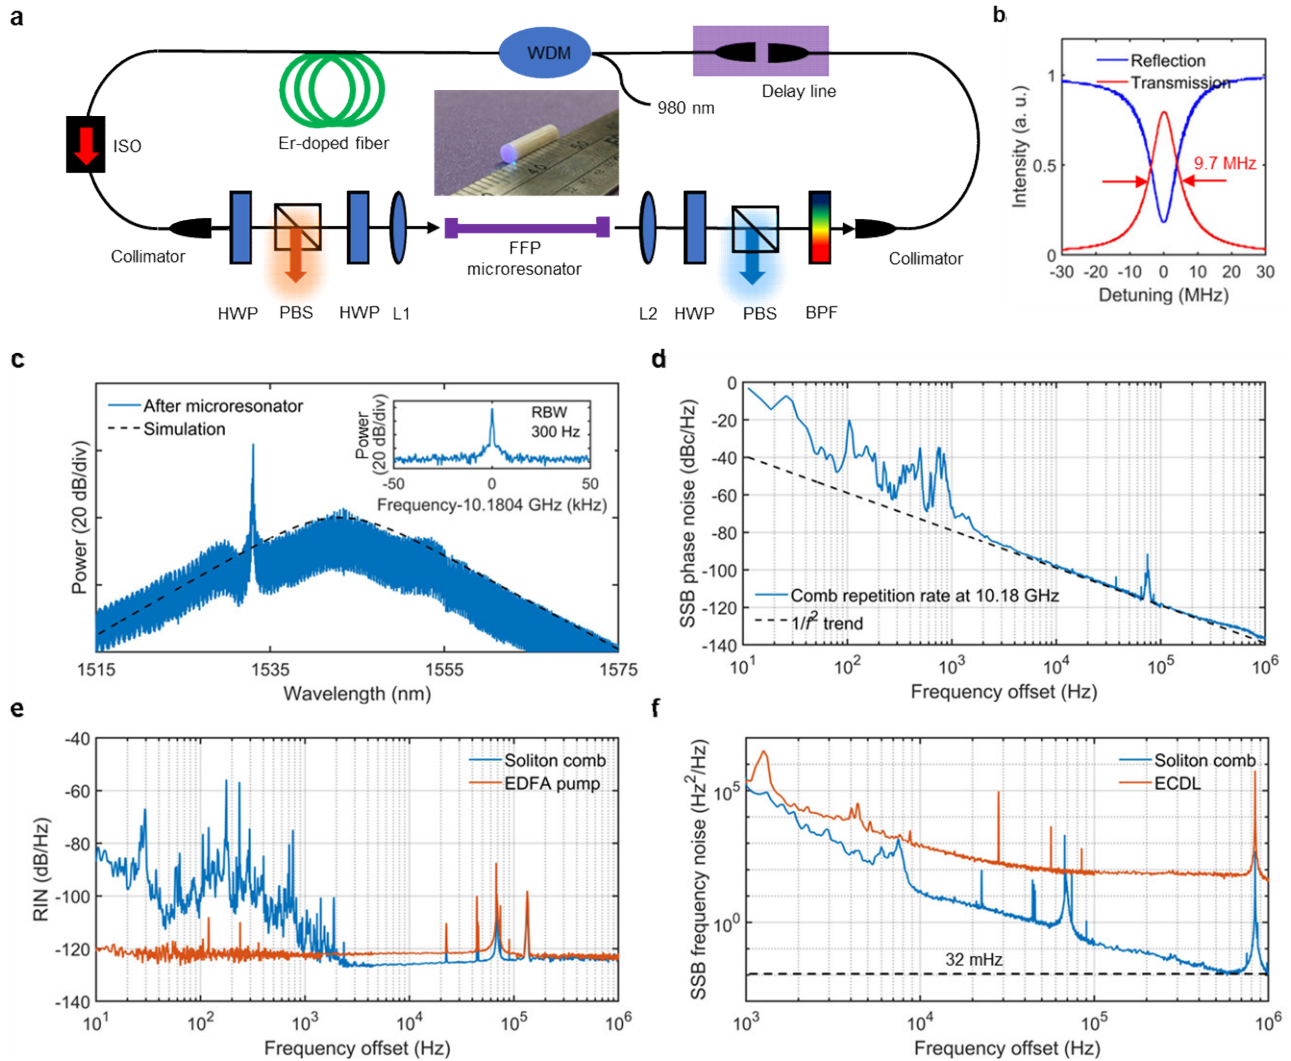 a
WDM
980 nm
Delay line
ISO
Er-doped fiber
Collimator
FFP
microresonator
Collimator
HWP
PBS
HWP
L1
L2
HWP
PBS
BPF
b
Reflection
Transmission
9.7 MHz
Intensity (a. u.)
1
0.5
0
-30 -20 -10 0 10 20 30
Detuning (MHz)
c
After microresonator
Simulation
Power
(20 dB/div)
RBW
300 Hz
-50 0 50
Frequency-10.1804 GHz (kHz)
Power (20 dB/div)
1515 1535 1555 1575
Wavelength (nm)
d
0
-20
-40
-60
-80
-100
-120
-140
SSB phase noise (dBc/Hz)
Comb repetition rate at 10.18 GHz
1/f² trend
10¹ 10² 10³ 10⁴ 10⁵ 10⁶
Frequency offset (Hz)
e
-40
-60
-80
-100
-120
-140
RIN (dB/Hz)
Soliton comb
EDFA pump
10¹ 10² 10³ 10⁴ 10⁵ 10⁶
Frequency offset (Hz)
f
SSB frequency noise (Hz²/Hz)
10⁵
10⁰
Soliton comb
ECDL
32 mHz
10³ 10⁴ 10⁵ 10⁶
Frequency offset (Hz)